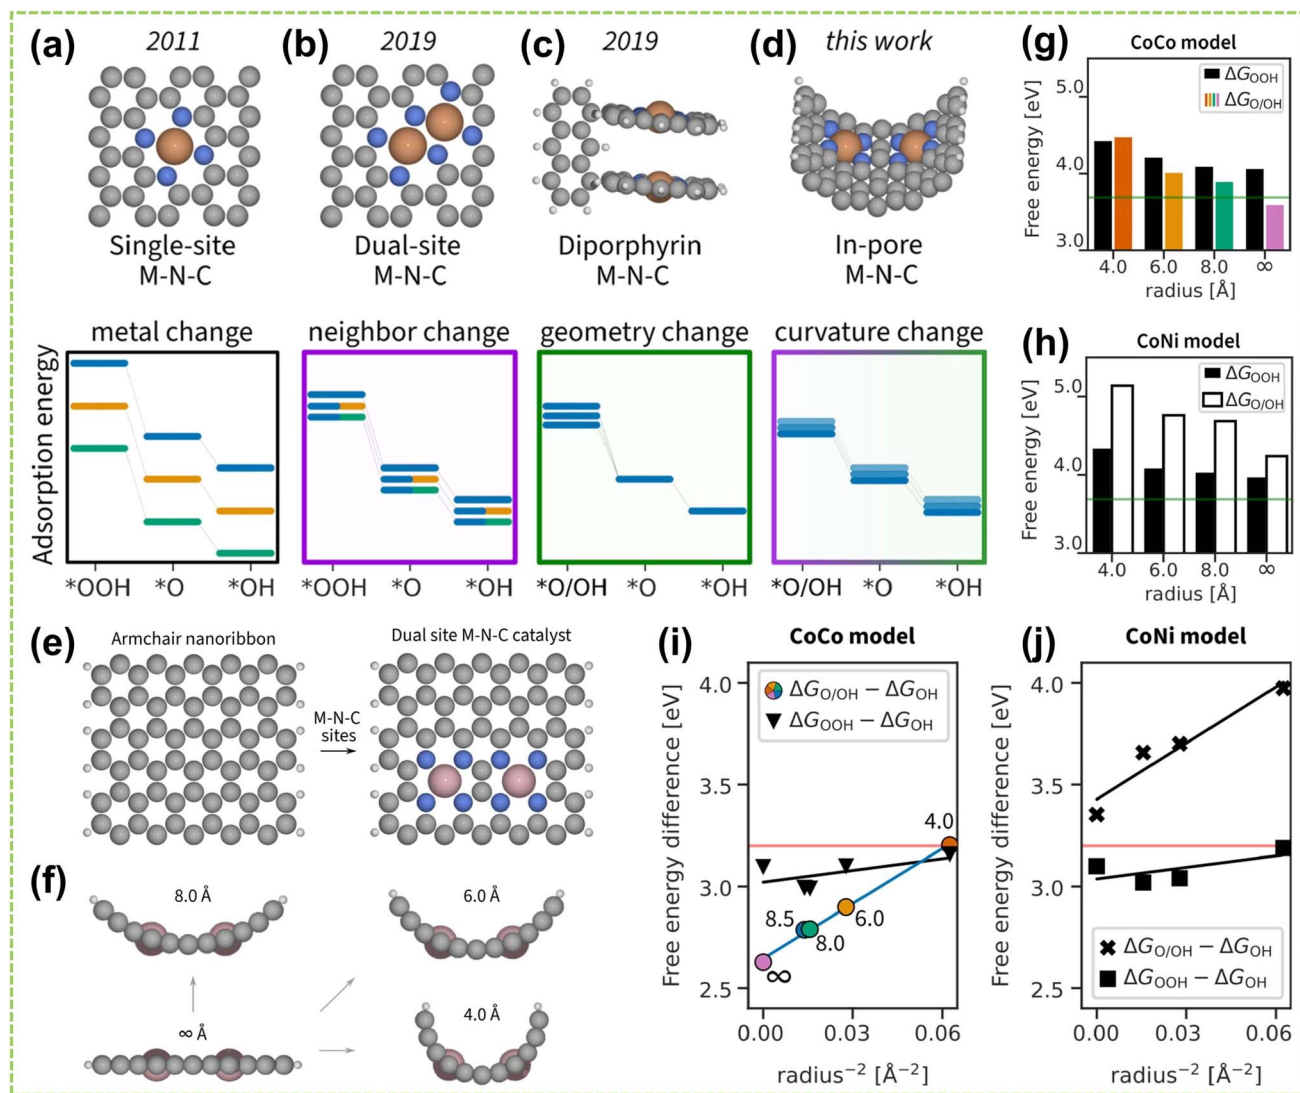 (a)
2011
Single-site
M-N-C
(b)
2019
Dual-site
M-N-C
(c)
2019
Diporphyrin
M-N-C
(d)
this work
In-pore
M-N-C
Adsorption energy
metal change
*OOH *O *OH
neighbor change
*OOH *O *OH
geometry change
*O/OH *O *OH
curvature change
*O/OH *O *OH
(e)
Armchair nanoribbon
M-N-C
sites
Dual site M-N-C catalyst
(f)
8.0 Å
6.0 Å
∞ Å
4.0 Å
(g)
CoCo model
ΔG_OOH
ΔG_O/OH
Free energy [eV]
5.0
4.0
3.0
4.0 6.0 8.0 ∞
radius [Å]
(h)
CoNi model
ΔG_OOH
ΔG_O/OH
Free energy [eV]
5.0
4.0
3.0
4.0 6.0 8.0 ∞
radius [Å]
(i)
CoCo model
ΔG_O/OH − ΔG_OH
ΔG_OOH − ΔG_OH
Free energy difference [eV]
4.0
3.5
3.0
2.5
4.0
8.5
6.0
8.0
∞
0.00 0.03 0.06
radius⁻² [Å⁻²]
(j)
CoNi model
Free energy difference [eV]
4.0
3.5
3.0
2.5
ΔG_O/OH − ΔG_OH
ΔG_OOH − ΔG_OH
0.00 0.03 0.06
radius⁻² [Å⁻²]